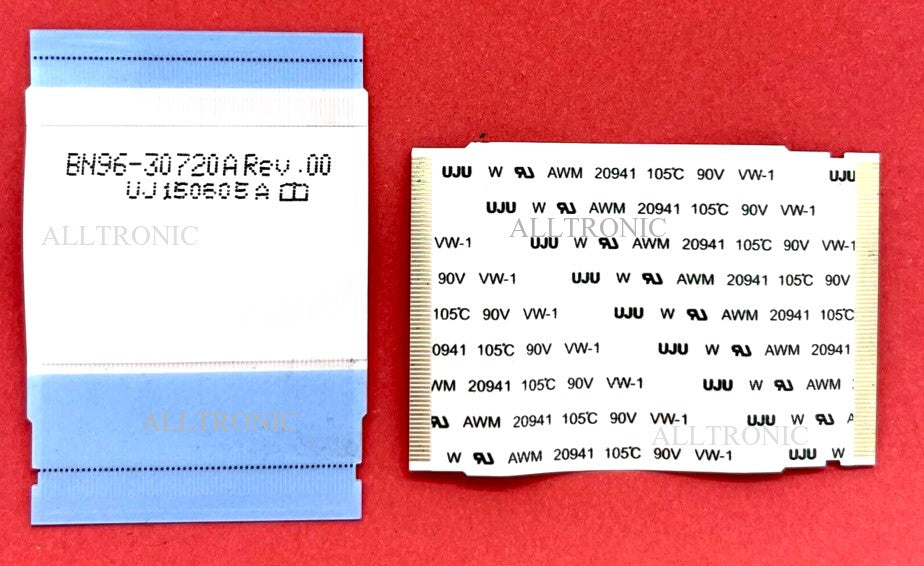 BN96-30720A Rev .00
UJ150605A
ALLTRONIC
ALLTRONIC
UJU W AWM 20941 105℃ 90V VW-1 UJU
UJU W AWM 20941 105℃ 90V VW-1
ALLTRONIC
VW-1 UJU W AWM 20941 105℃ 90V VW-1
90V VW-1 UJU W AWM 20941 105℃ 90V
105℃ 90V VW-1 UJU W AWM 20941 105
0941 105℃ 90V VW-1 UJU W AWM 20941
WM 20941 105℃ 90V VW-1 UJU W AWM
AWM 20941 105℃ 90V VW-1 UJU W A
ALLTRONIC
W AWM 20941 105℃ 90V VW-1 UJU W